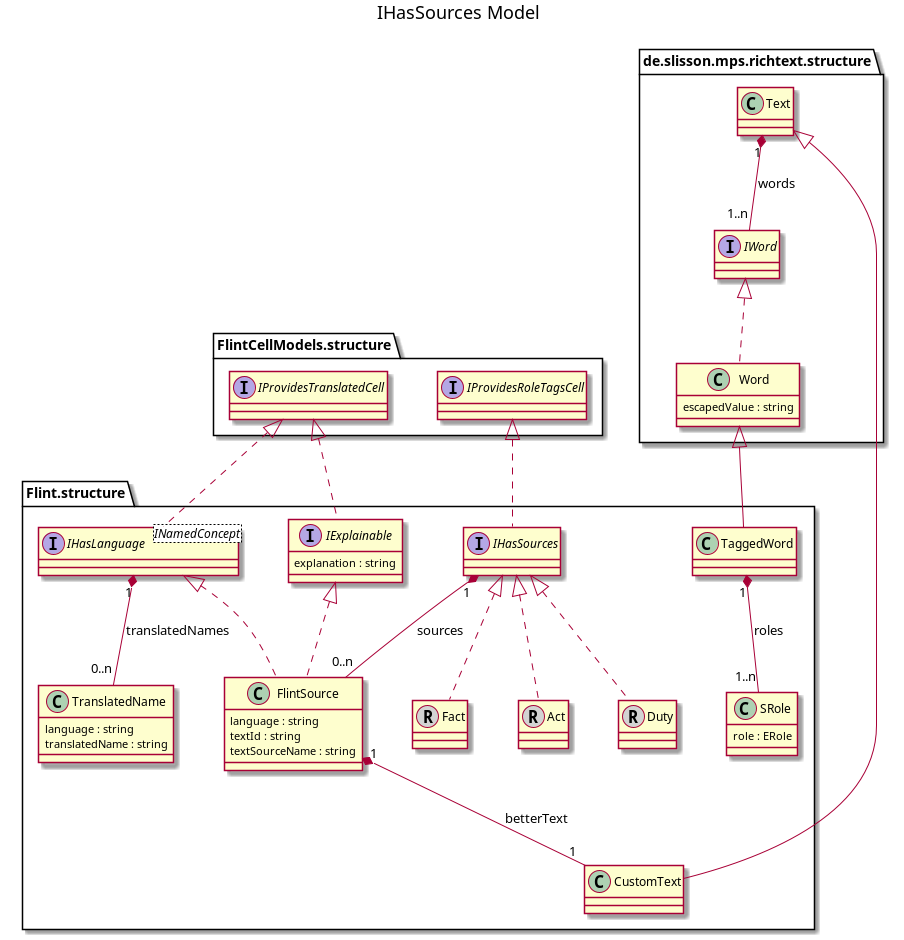 IHasSources Model
de.slisson.mps.richtext.structure
C Text
1
words
1..n
I IWord
FlintCellModels.structure
I IProvidesTranslatedCell
I IProvidesRoleTagsCell
C Word
escapedValue : string
Flint.structure
I IHasLanguage
INamedConcept
I IExplainable
explanation : string
I IHasSources
C TaggedWord
1
1
1
translatedNames
sources
roles
0..n
0..n
1..n
C TranslatedName
language : string
translatedName : string
C FlintSource
language : string
textId : string
textSourceName : string
R Fact
R Act
R Duty
C SRole
role : ERole
1
betterText
1
C CustomText